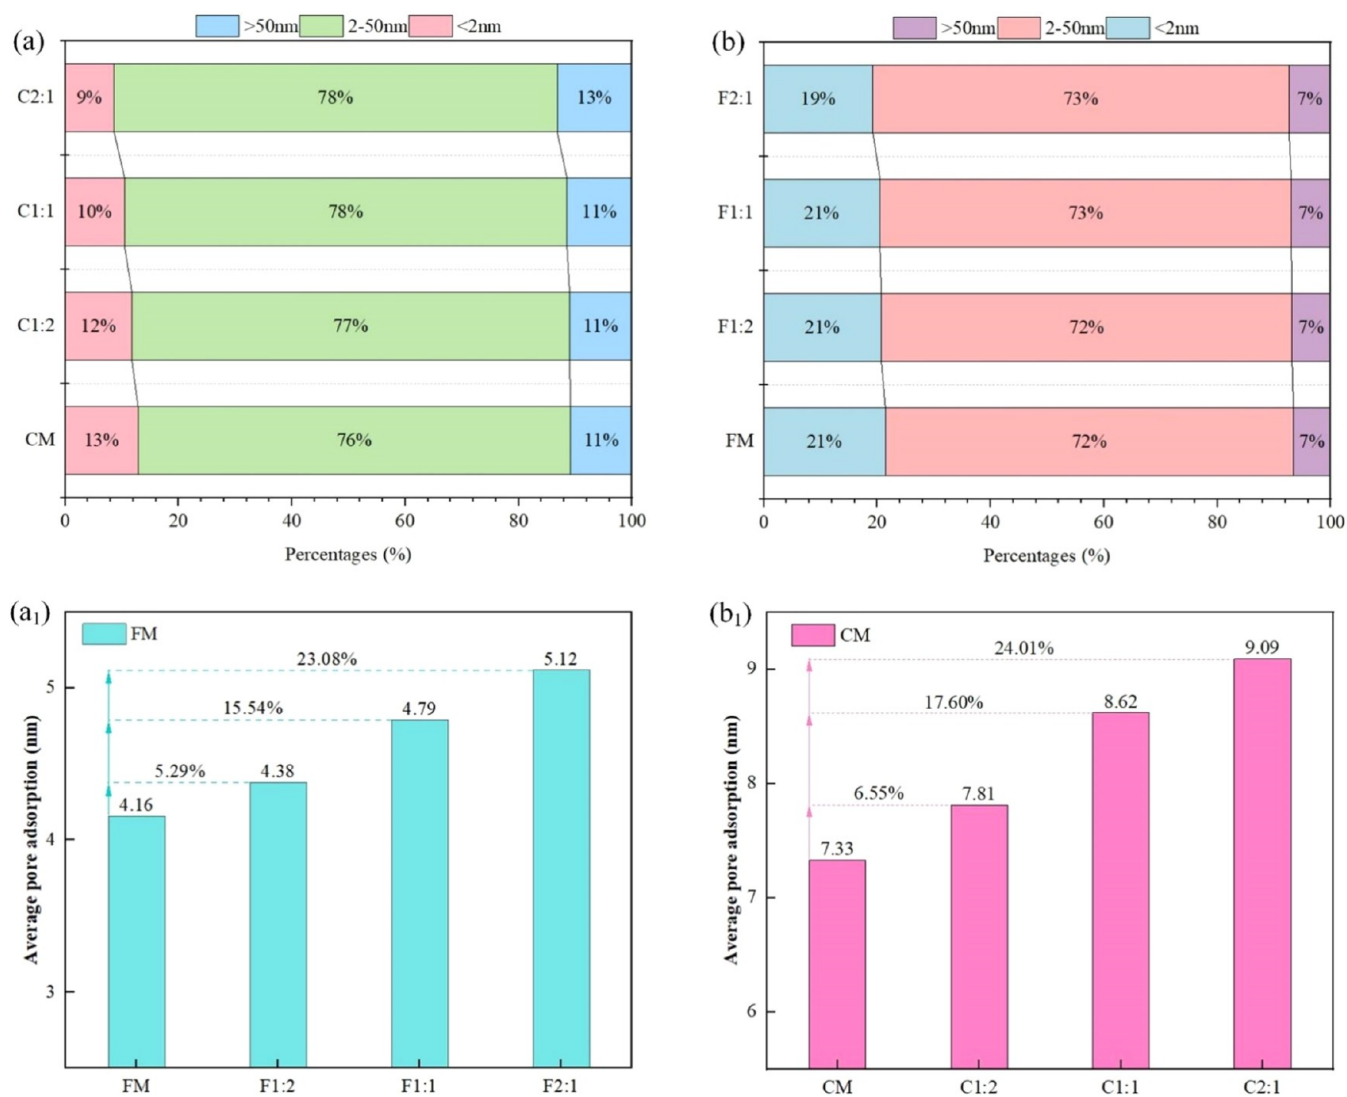 (a)
>50nm 2-50nm <2nm
C2:1 9% 78% 13%
C1:1 10% 78% 11%
C1:2 12% 77% 11%
CM 13% 76% 11%
0 20 40 60 80 100
Percentages (%)
(b)
>50nm 2-50nm <2nm
F2:1 19% 73% 7%
F1:1 21% 73% 7%
F1:2 21% 72% 7%
FM 21% 72% 7%
0 20 40 60 80 100
Percentages (%)
(a1)
FM
23.08% 5.12
15.54% 4.79
5.29% 4.38
4.16
5
4
3
Average pore adsorption (nm)
FM F1:2 F1:1 F2:1
(b1)
CM
24.01% 9.09
17.60% 8.62
6.55% 7.81
7.33
9
8
7
6
Average pore adsorption (nm)
CM C1:2 C1:1 C2:1